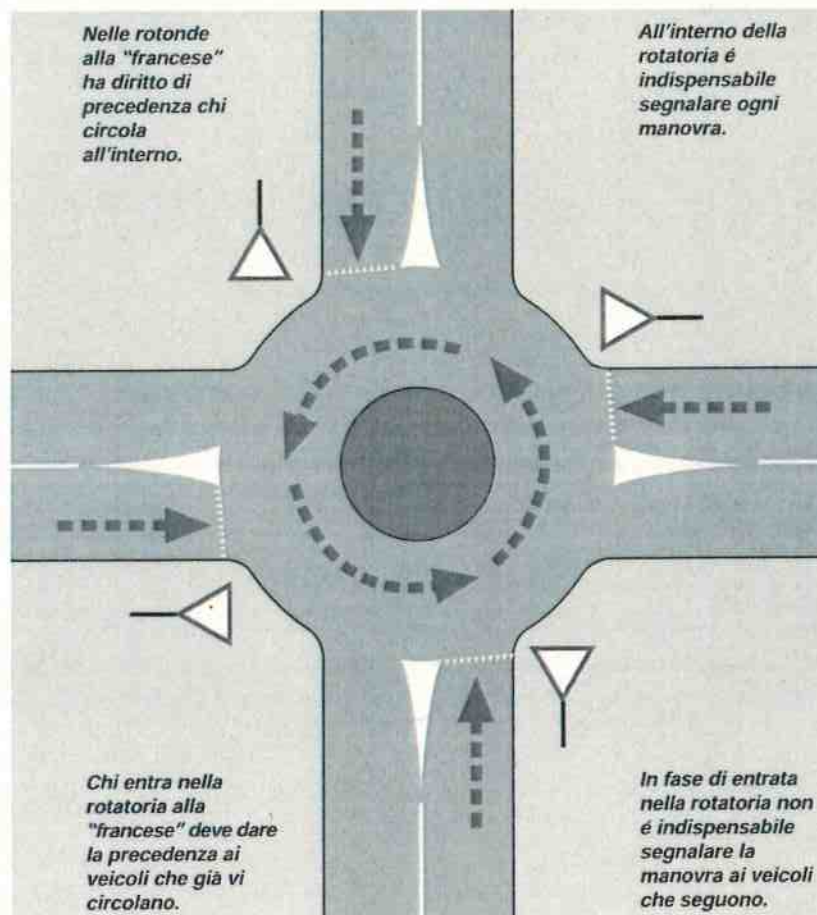 Nelle rotonde
alla "francese"
ha diritto di
precedenza chi
circola
all'interno.
All'interno della
rotatoria é
indispensabile
segnalare ogni
manovra.
Chi entra nella
rotatoria alla
"francese" deve dare
la precedenza ai
veicoli che già vi
circolano.
In fase di entrata
nella rotatoria non
é indispensabile
segnalare la
manovra ai veicoli
che seguono.